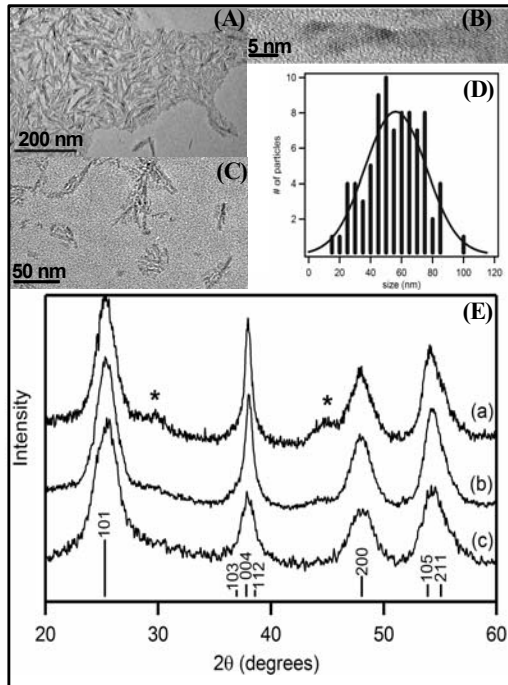 (A)
200 nm
(B)
5 nm
(C)
50 nm
(D)
10
8
6
4
2
# of particles
0 20 40 60 80 100 120
size (nm)
(E)
Intensity
*
*
(a)
(b)
(c)
101
103
004
112
200
105
211
20 30 40 50 60
2θ (degrees)